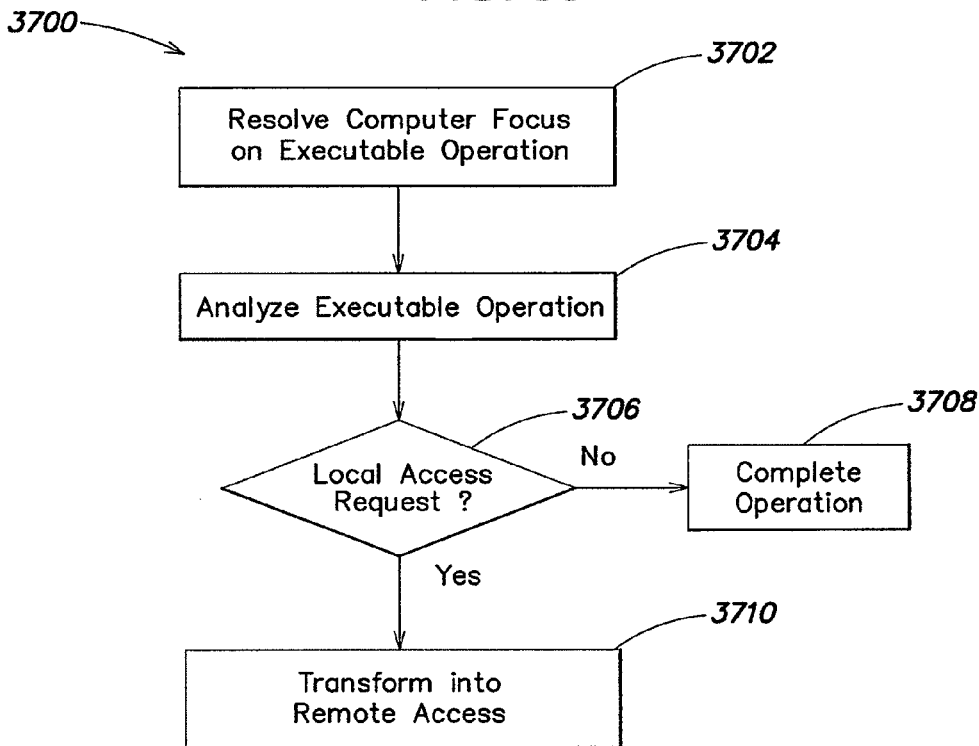 3700
3702
Resolve Computer Focus
on Executable Operation
3704
Analyze Executable Operation
3706
3708
Local Access
Request ?
No
Complete
Operation
Yes
3710
Transform into
Remote Access